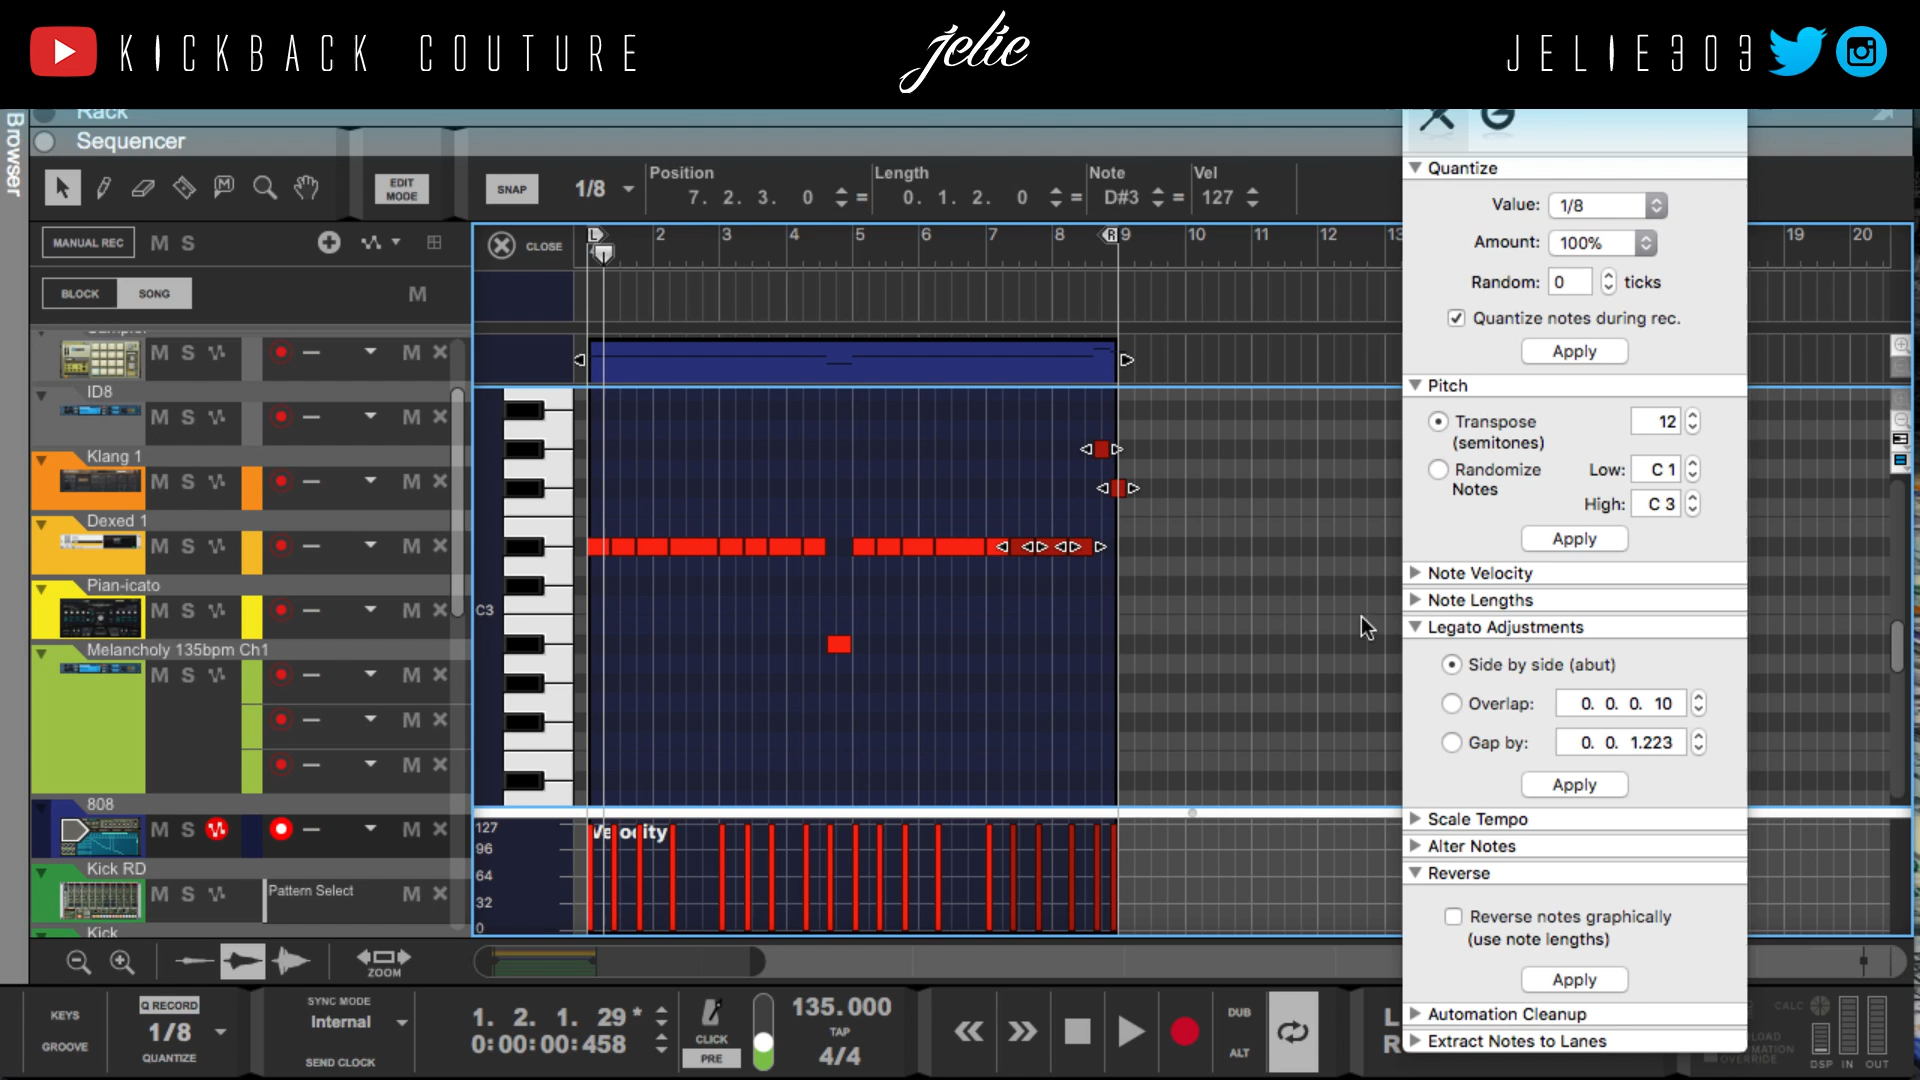 KICKBACK COUTURE
jelie
JELIE303
Browser
Rack
Sequencer
EDIT MODE
SNAP
1/8
Position
7. 2. 3. 0
=
Length
0. 1. 2. 0
=
Note
D#3
=
Vel
127
MANUAL REC
M S
CLOSE
L
2 3 4 5 6 7 8 R 9 10 11 12 13 19 20
BLOCK
SONG
M
M S
M
ID8
M S
M
Klang 1
M S
M
Dexed 1
M S
M
Pian-icato
M S
M
Melancholy 135bpm Ch1
M S
M
M
M
808
M S
M
Kick RD
M S
Pattern Select
M
Kick
C3
Velocity
127
96
64
32
0
Quantize
Value: 1/8
Amount: 100%
Random: 0 ticks
Quantize notes during rec.
Apply
Pitch
Transpose (semitones) 12
Randomize Notes
Low: C 1
High: C 3
Apply
Note Velocity
Note Lengths
Legato Adjustments
Side by side (abut)
Overlap: 0. 0. 0. 10
Gap by: 0. 0. 1.223
Apply
Scale Tempo
Alter Notes
Reverse
Reverse notes graphically
(use note lengths)
Apply
Automation Cleanup
Extract Notes to Lanes
ZOOM
KEYS
GROOVE
Q RECORD
1/8
QUANTIZE
SYNC MODE
Internal
SEND CLOCK
1. 2. 1. 29 *
0:00:00:458
CLICK
PRE
135.000
TAP
4/4
DUB
ALT
L
R
CALC
DSP IN OUT